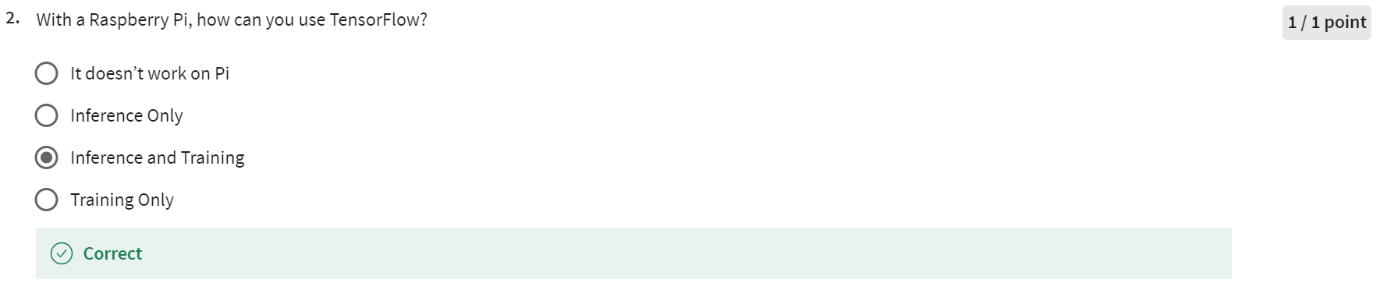 2. With a Raspberry Pi, how can you use TensorFlow?
1 / 1 point
It doesn’t work on Pi
Inference Only
Inference and Training
Training Only
Correct